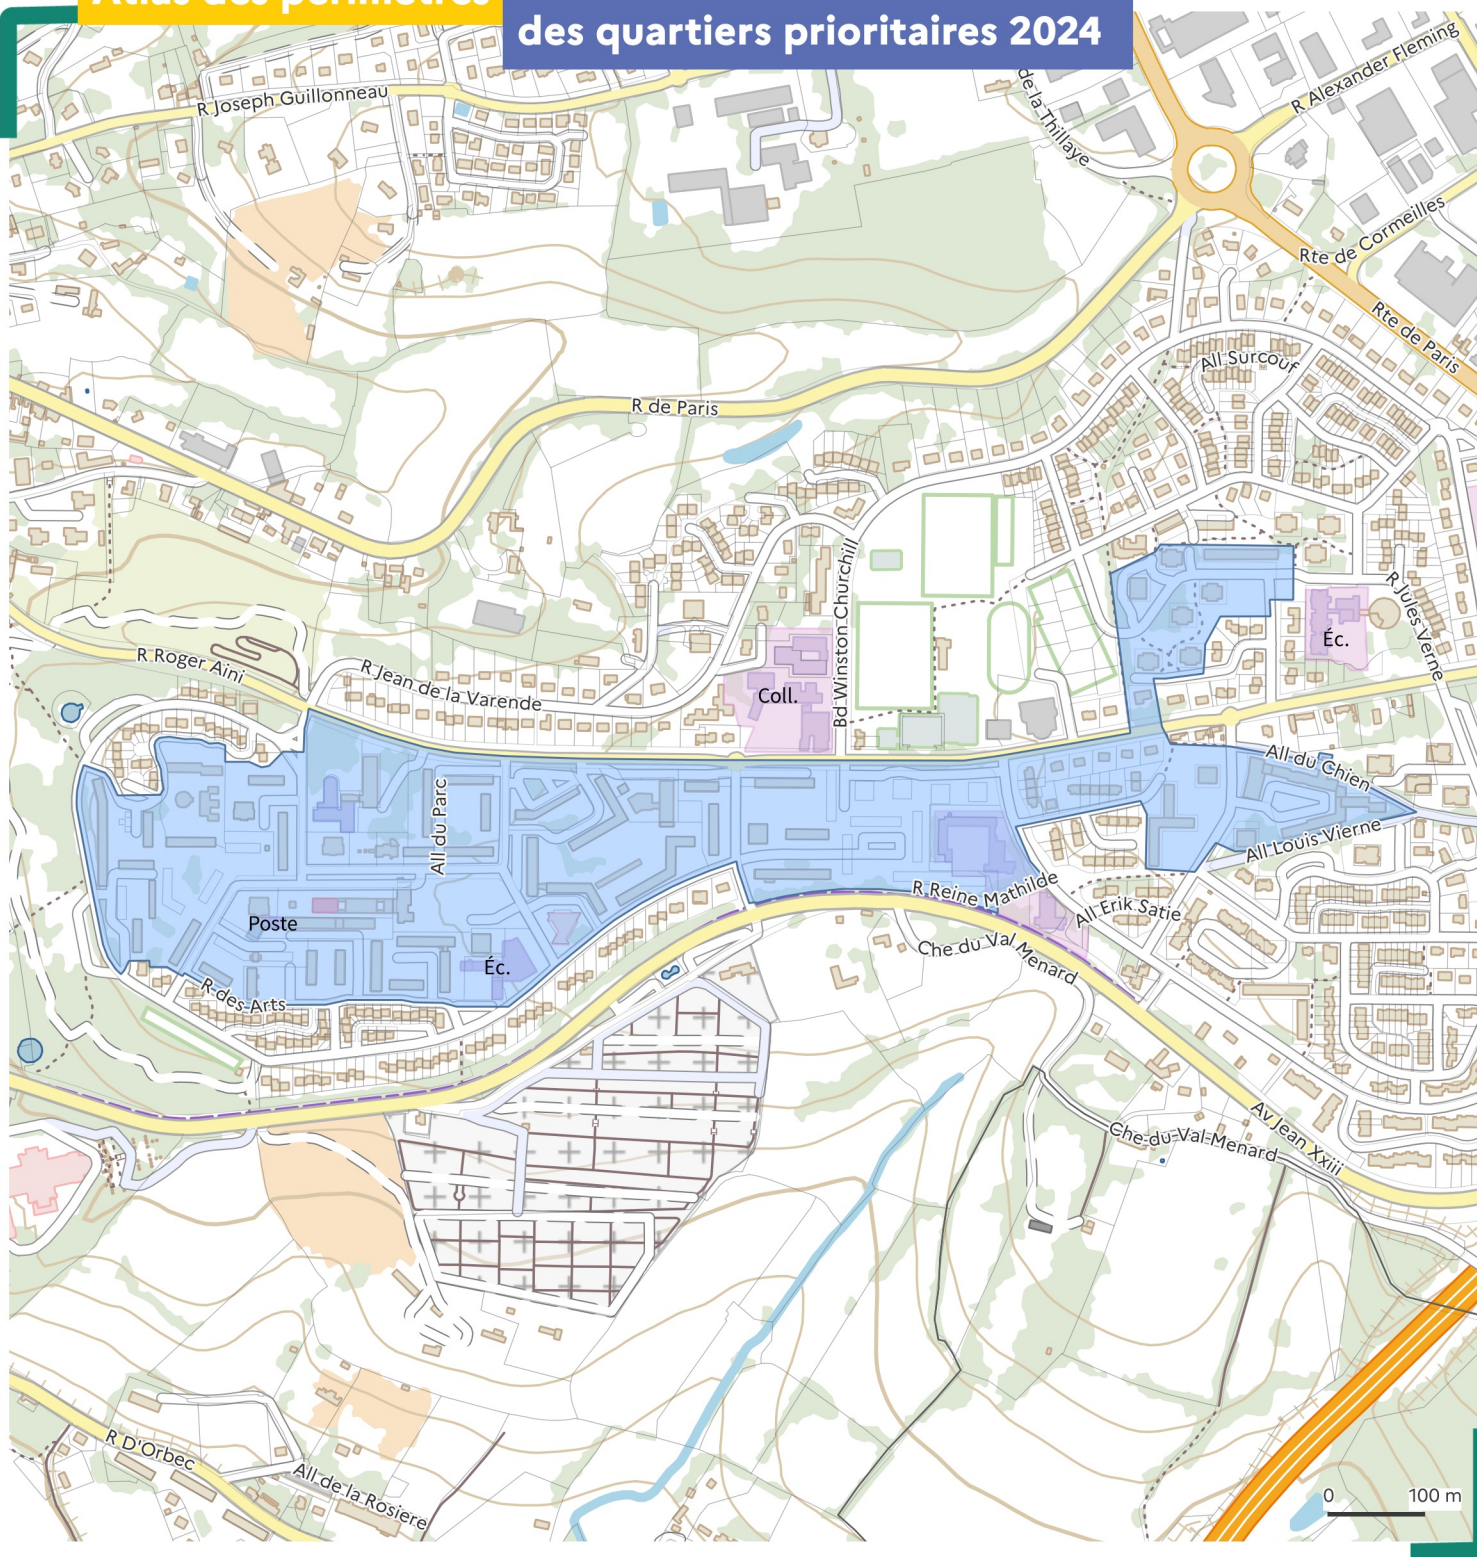 Atlas des périmètres
des quartiers prioritaires 2024
R Joseph Guillonneau
de la Thillaye
R Alexander Fleming
Rte de Cormeilles
Rte de Paris
All Surcouf
R de Paris
Bd Winston Churchill
R Jules Verne
Éc.
R Roger Aini
R Jean de la Varende
Coll.
All du Parc
All du Chien
All Louis Vierne
R Reine Mathilde
All Erik Satie
Poste
Éc.
Che du Val Menard
R des Arts
Av Jean Xxiii
Che du Val Menard
R D'Orbec
All de la Rosiere
0 100 m